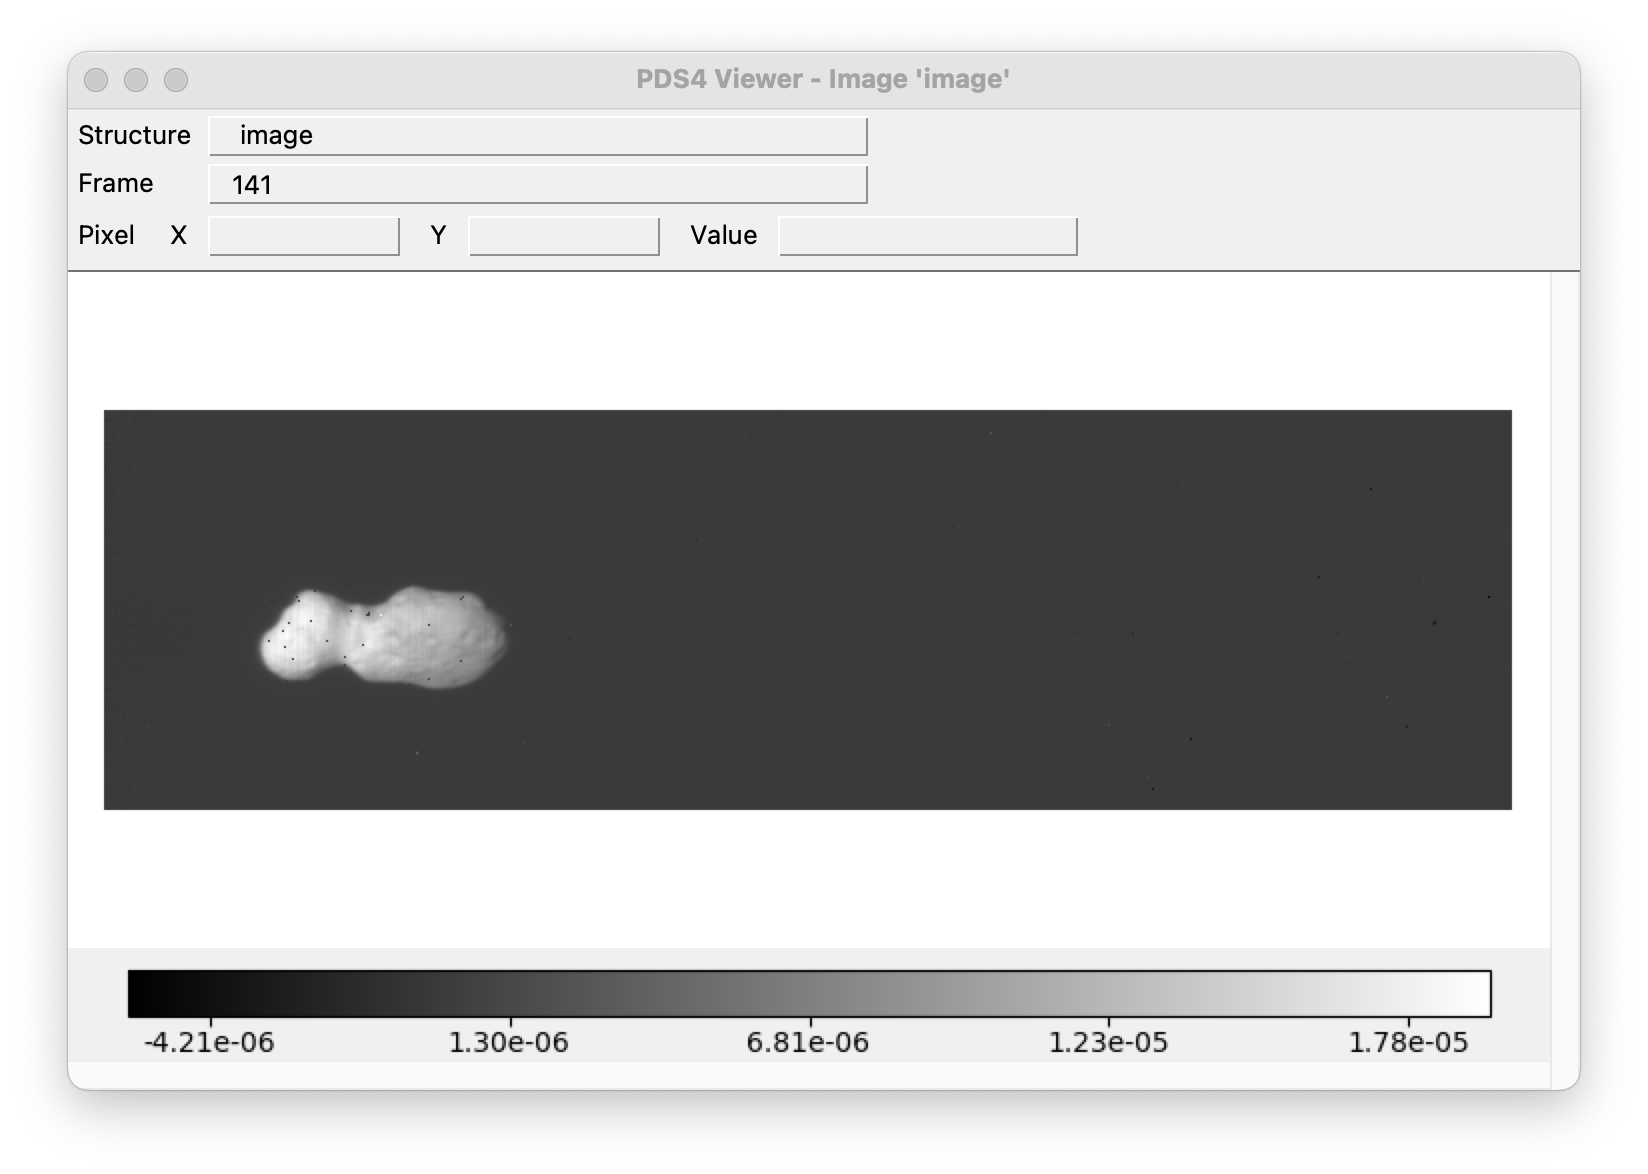 PDS4 Viewer - Image 'image'
Structure image
Frame 141
Pixel X Y Value
-4.21e-06 1.30e-06 6.81e-06 1.23e-05 1.78e-05